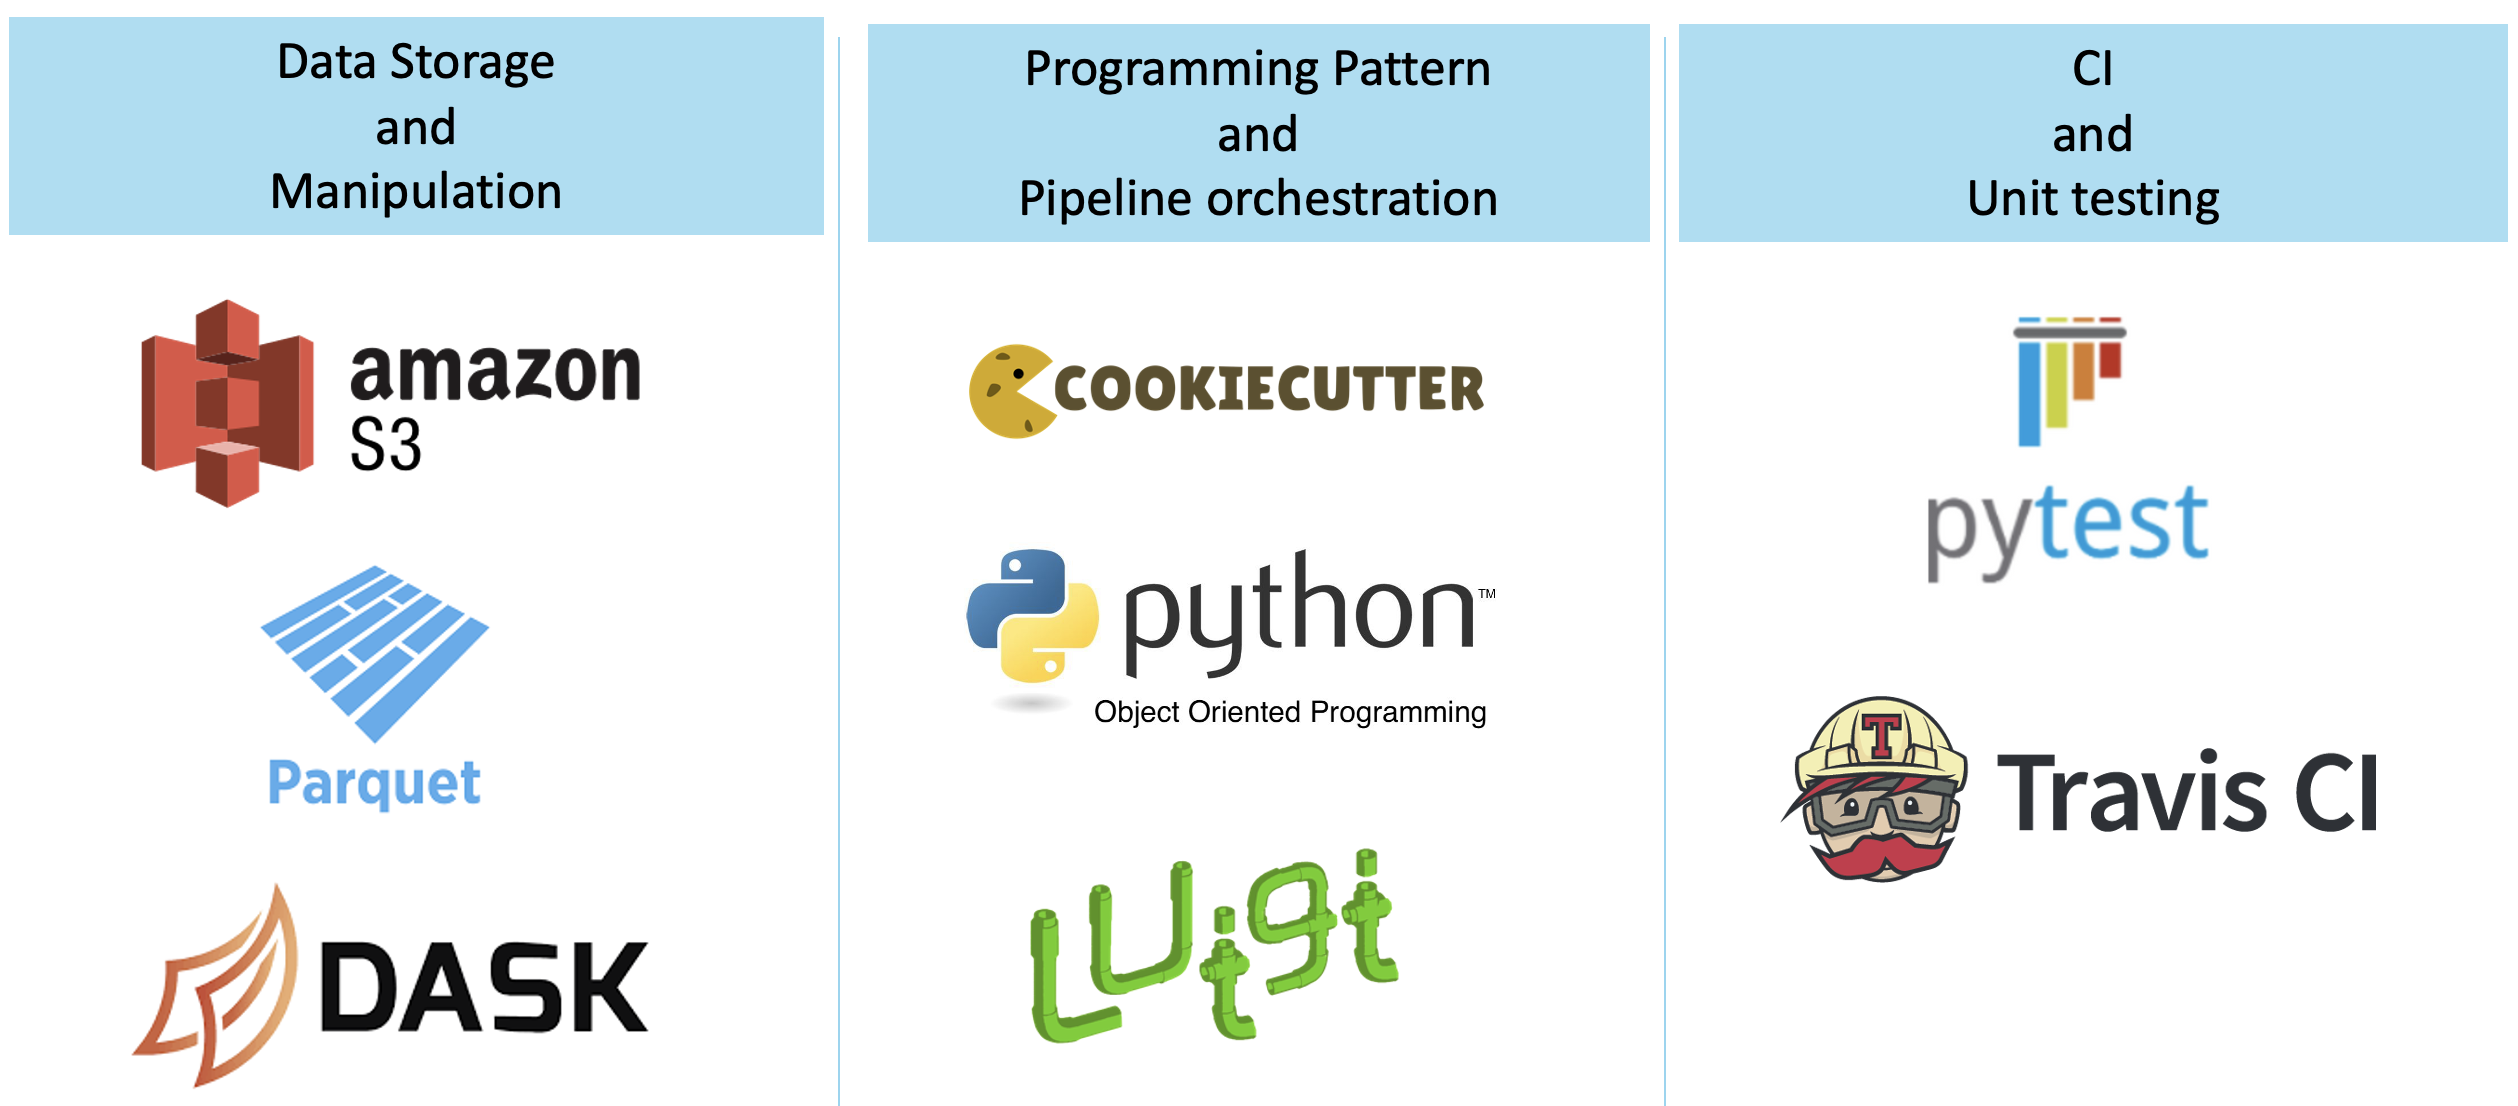 Data Storage
and
Manipulation
amazon
S3
Parquet
DASK
Programming Pattern
and
Pipeline orchestration
COOKIECUTTER
python™
Object Oriented Programming
Luigi
CI
and
Unit testing
pytest
T
Travis CI